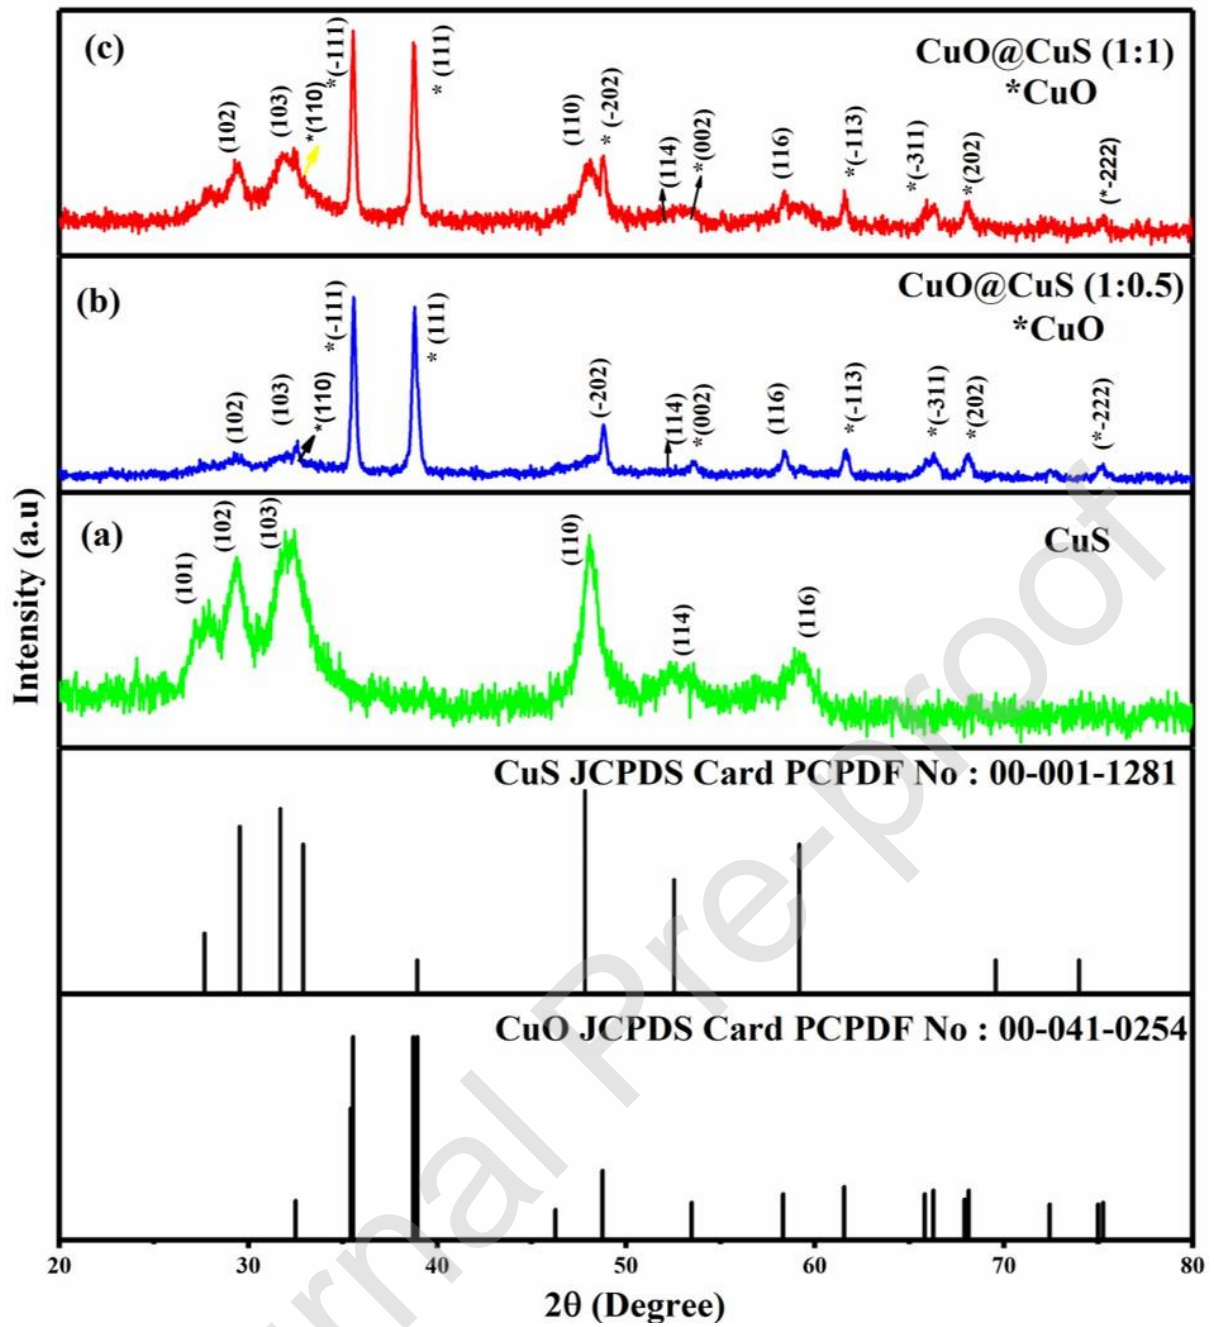 (c)
CuO@CuS (1:1)
*CuO
(102)
(103)
*(110)
*(-111)
* (111)
(110)
* (-202)
(114)
*(002)
(116)
*(-113)
*(-311)
*(202)
(*-222)
(b)
CuO@CuS (1:0.5)
*CuO
(102)
(103)
*(110)
*(-111)
* (111)
(-202)
(114)
*(002)
(116)
*(-113)
*(-311)
*(202)
(*-222)
(a)
CuS
(101)
(102)
(103)
(110)
(114)
(116)
CuS JCPDS Card PCPDF No : 00-001-1281
CuO JCPDS Card PCPDF No : 00-041-0254
Intensity (a.u)
20 30 40 50 60 70 80
2θ (Degree)
rnal Pre-proof